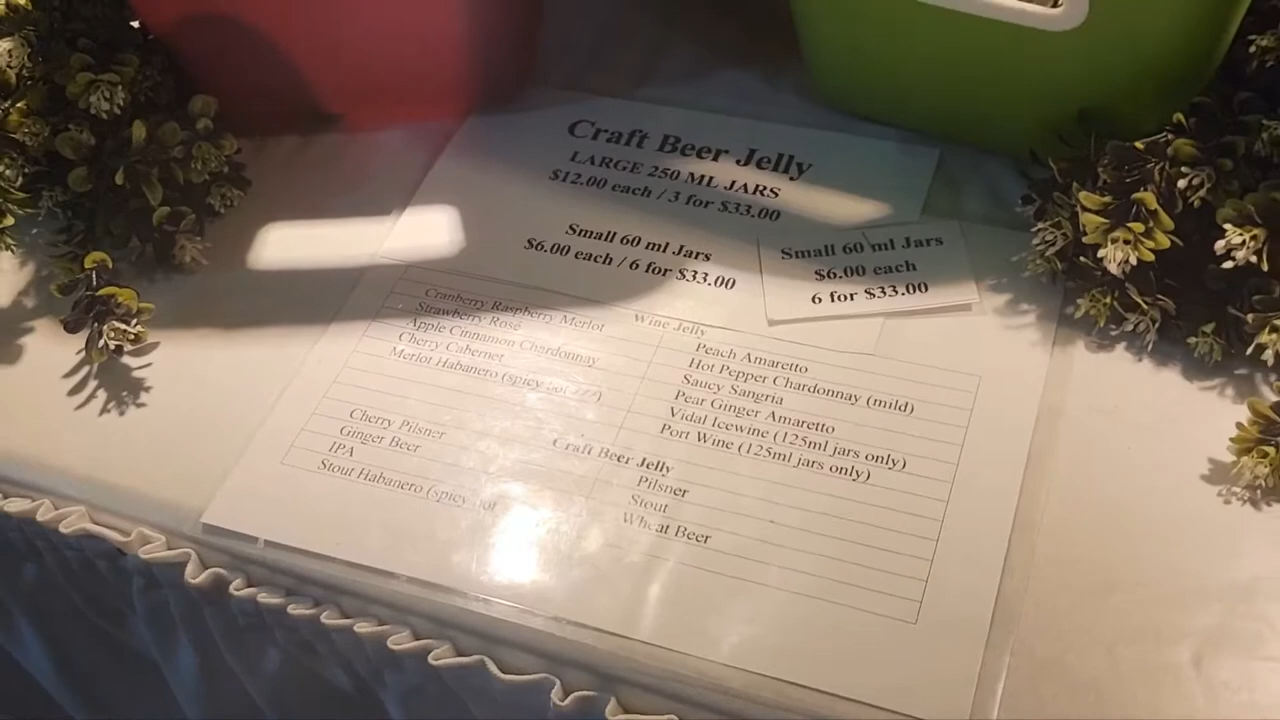 Craft Beer Jelly
LARGE 250 ML JARS
$12.00 each / 3 for $33.00
Small 60 ml Jars
$6.00 each / 6 for $33.00
Small 60 ml Jars
$6.00 each
6 for $33.00
Wine Jelly
Cranberry Raspberry Merlot
Peach Amaretto
Strawberry Rosé
Hot Pepper Chardonnay (mild)
Apple Cinnamon Chardonnay
Saucy Sangria
Cherry Cabernet
Pear Ginger Amaretto
Merlot Habanero (spicy hot
Vidal Icewine (125ml jars only)
Port Wine (125ml jars only)
Craft Beer Jelly
Cherry Pilsner
Pilsner
Ginger Beer
Stout
IPA
Wheat Beer
Stout Habanero (spicy hot